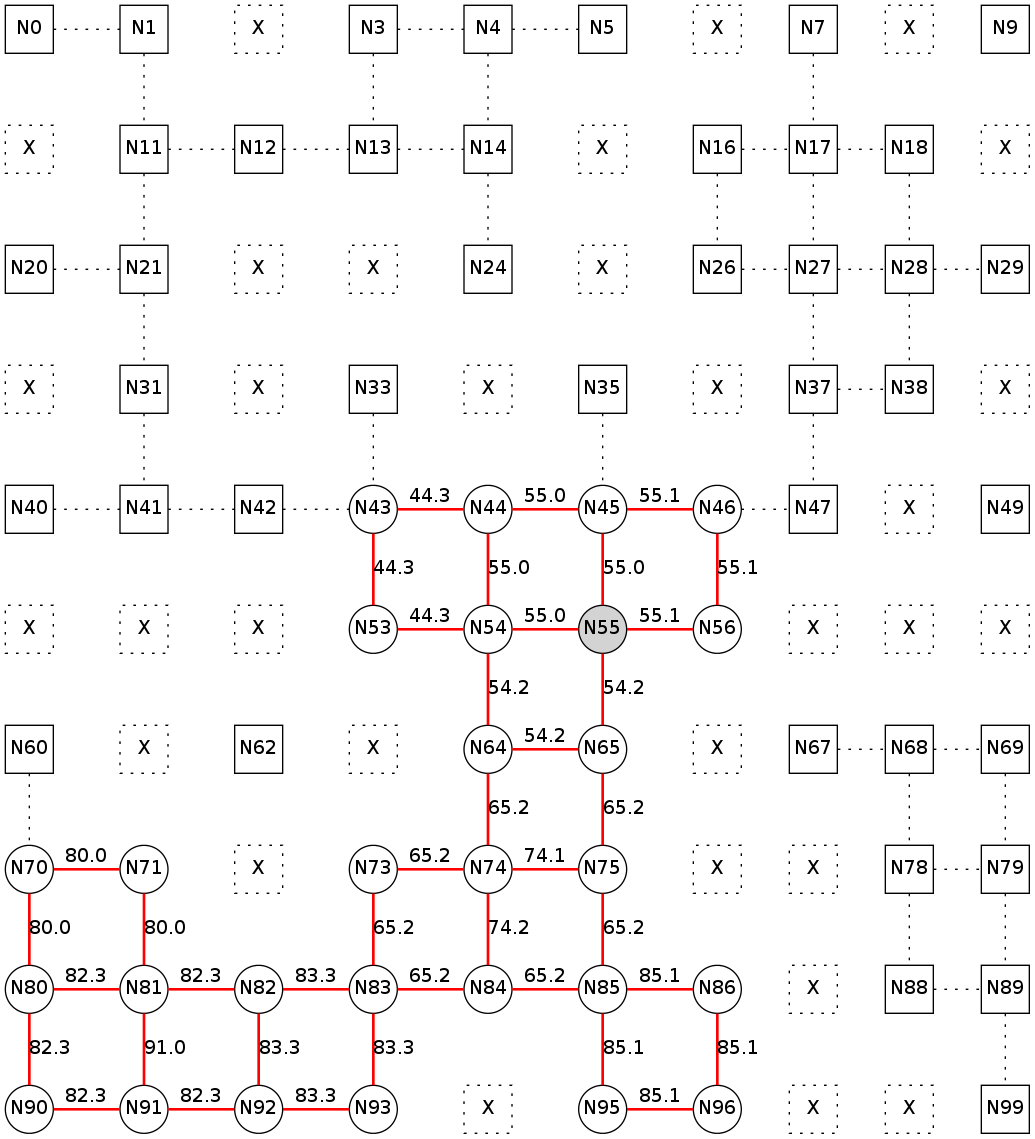 N0 N1 X N3 N4 N5 X N7 X N9
X N11 N12 N13 N14 X N16 N17 N18 X
N20 N21 X X N24 X N26 N27 N28 N29
X N31 X N33 X N35 X N37 N38 X
44.3 55.0 55.1
N40 N41 N42 N43 N44 N45 N46 N47 X N49
44.3 55.0 55.0 55.1
44.3 55.0 55.1
X X X N53 N54 N55 N56 X X X
54.2 54.2
54.2
N60 X N62 X N64 N65 X N67 N68 N69
65.2 65.2
80.0 65.2 74.1
N70 N71 X N73 N74 N75 X X N78 N79
80.0 80.0 65.2 74.2 65.2
82.3 82.3 83.3 65.2 65.2 85.1
N80 N81 N82 N83 N84 N85 N86 X N88 N89
82.3 91.0 83.3 83.3 85.1 85.1
82.3 82.3 83.3 85.1
N90 N91 N92 N93 X N95 N96 X X N99